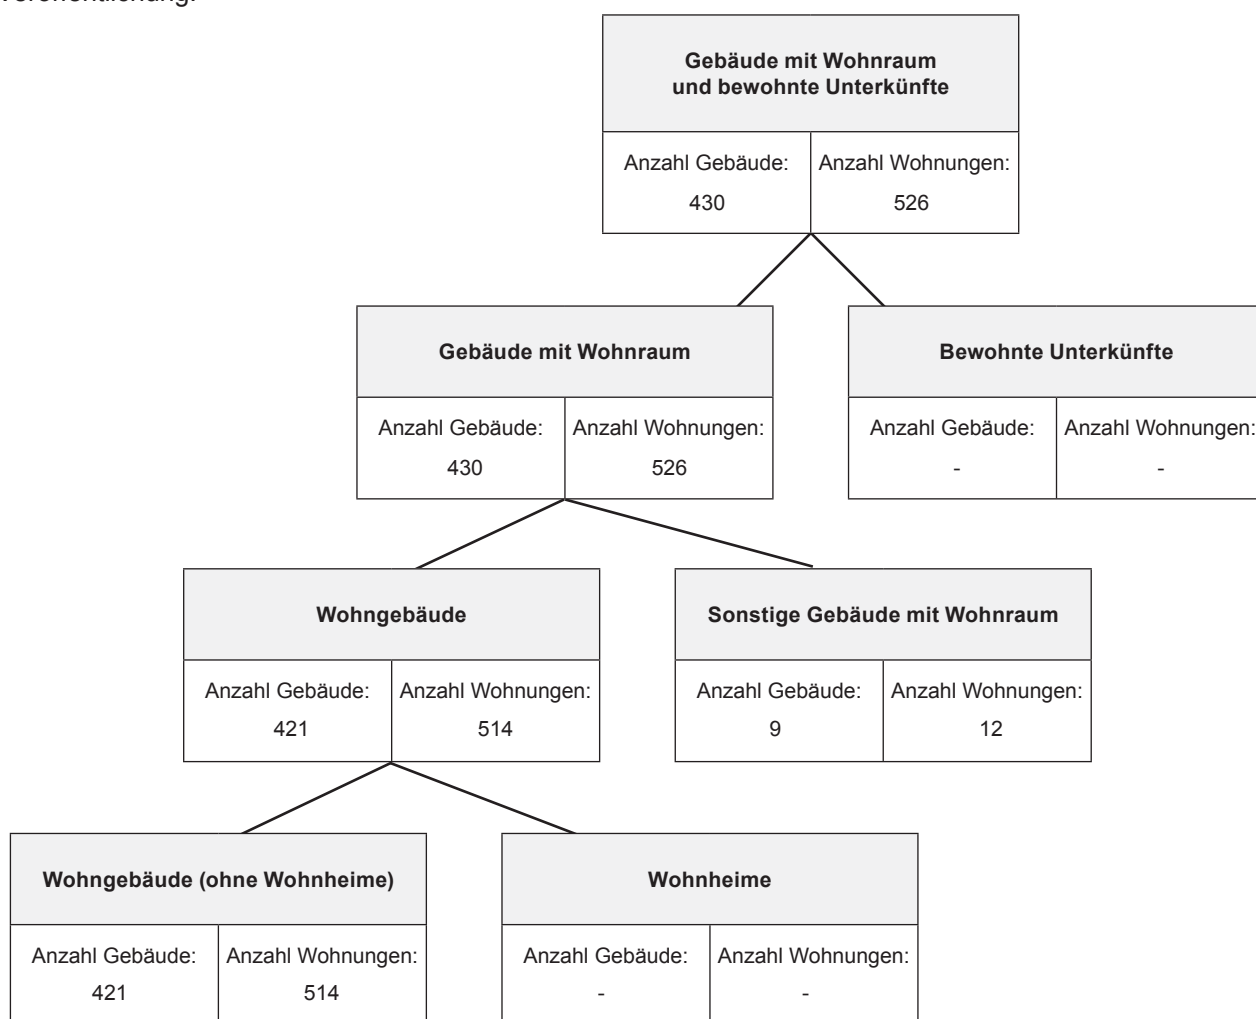 Veröffentlichung.
Gebäude mit Wohnraum
und bewohnte Unterkünfte
Anzahl Gebäude: Anzahl Wohnungen:
430 526
Gebäude mit Wohnraum
Bewohnte Unterkünfte
Anzahl Gebäude: Anzahl Wohnungen:
430 526
Anzahl Gebäude: Anzahl Wohnungen:
- -
Wohngebäude
Sonstige Gebäude mit Wohnraum
Anzahl Gebäude: Anzahl Wohnungen:
421 514
Anzahl Gebäude: Anzahl Wohnungen:
9 12
Wohngebäude (ohne Wohnheime)
Wohnheime
Anzahl Gebäude: Anzahl Wohnungen:
421 514
Anzahl Gebäude: Anzahl Wohnungen:
- -